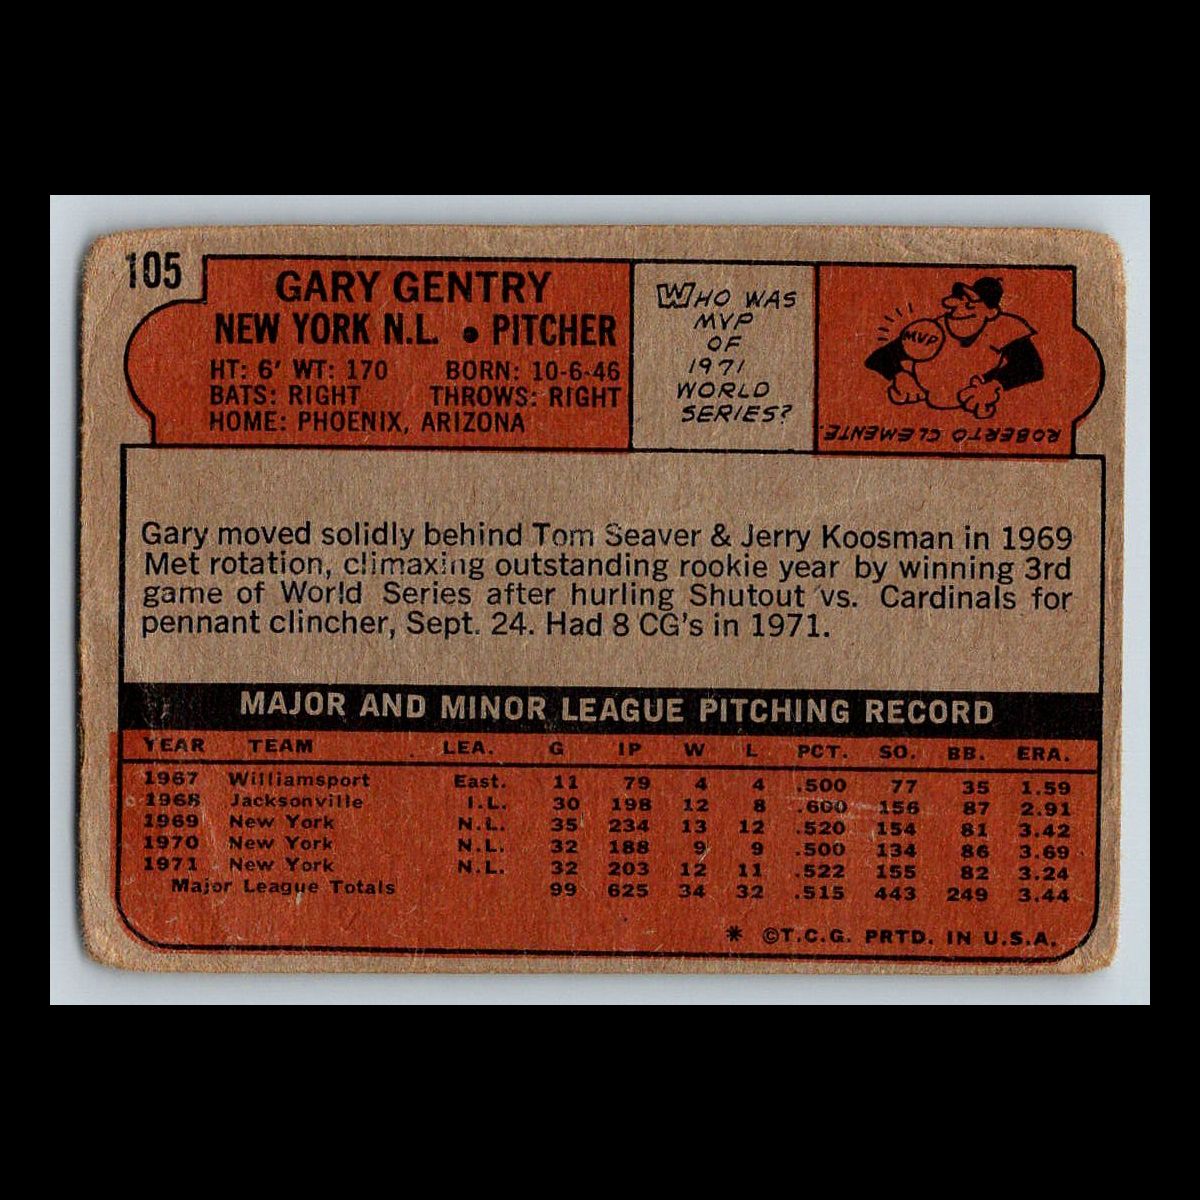 105
GARY GENTRY
NEW YORK N.L. • PITCHER
HT: 6' WT: 170 BORN: 10-6-46
BATS: RIGHT THROWS: RIGHT
HOME: PHOENIX, ARIZONA
WHO WAS
MVP
OF
1971
WORLD
SERIES?
MVP
ROBERTO CLEMENTE.
Gary moved solidly behind Tom Seaver & Jerry Koosman in 1969
Met rotation, climaxing outstanding rookie year by winning 3rd
game of World Series after hurling Shutout vs. Cardinals for
pennant clincher, Sept. 24. Had 8 CG's in 1971.
MAJOR AND MINOR LEAGUE PITCHING RECORD
YEAR TEAM LEA. G IP W L PCT. SO. BB. ERA.
1967 Williamsport East. 11 79 4 4 .500 77 35 1.59
1968 Jacksonville I.L. 30 198 12 8 .600 156 87 2.91
1969 New York N.L. 35 234 13 12 .520 154 81 3.42
1970 New York N.L. 32 188 9 9 .500 134 86 3.69
1971 New York N.L. 32 203 12 11 .522 155 82 3.24
Major League Totals 99 625 34 32 .515 443 249 3.44
* ©T.C.G. PRTD. IN U.S.A.